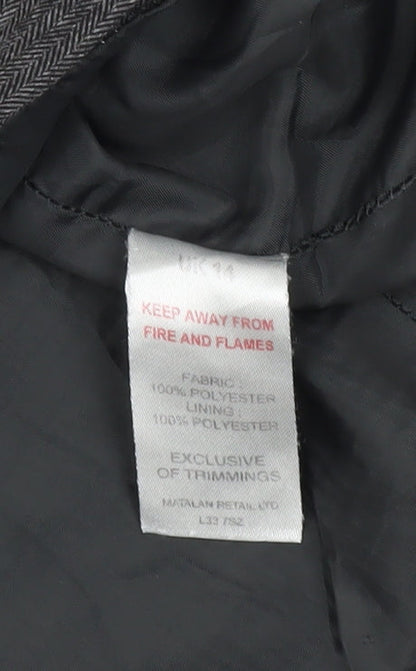 UK 14
KEEP AWAY FROM
FIRE AND FLAMES
FABRIC :
100% POLYESTER
LINING :
100% POLYESTER
EXCLUSIVE
OF TRIMMINGS
MATALAN RETAIL LTD
L33 7SZ